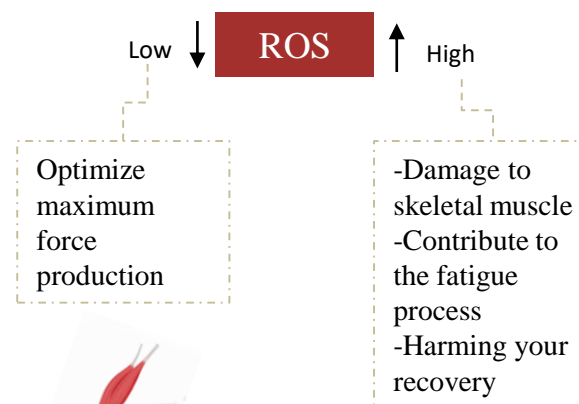 Low
ROS
High
Optimize
maximum
force
production
-Damage to
skeletal muscle
-Contribute to
the fatigue
process
-Harming your
recovery